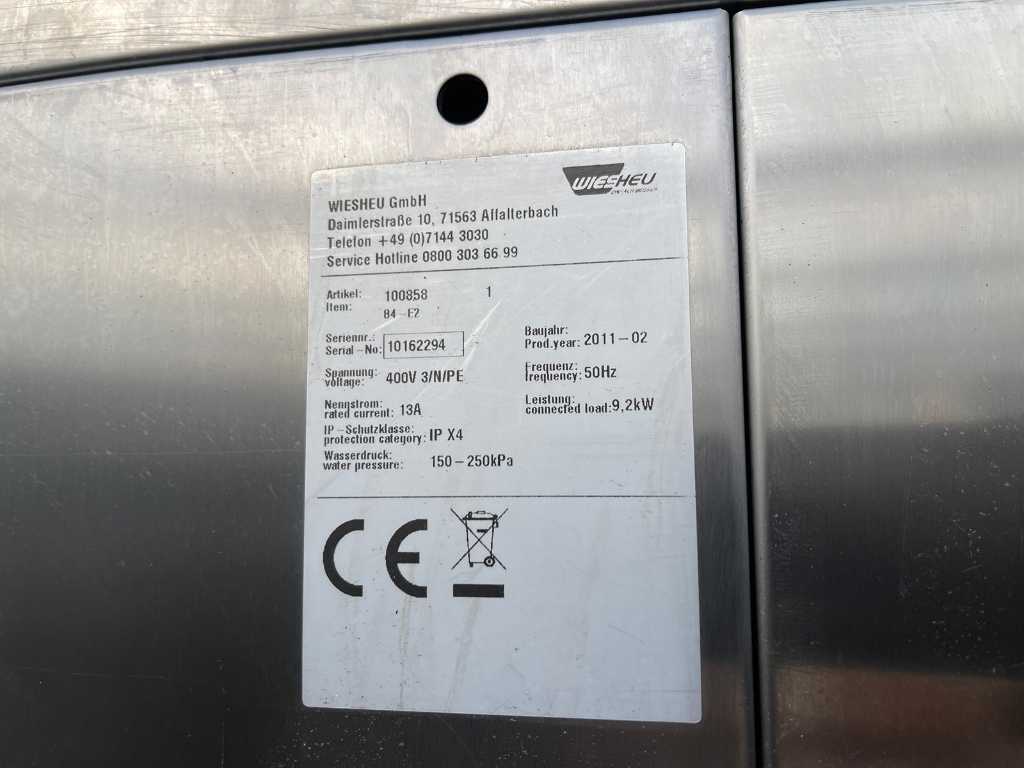 WIESHEU
WIESHEU GmbH
Daimlerstraße 10, 71563 Affalterbach
Telefon +49 (0)7144 3030
Service Hotline 0800 303 66 99
Artikel: 100858 1
Item: B4-E2
Seriennr.:
Serial-No: 10162294
Baujahr:
Prod.year: 2011-02
Spannung:
voltage: 400V 3/N/PE
Frequenz:
frequency: 50Hz
Nennstrom:
rated current: 13A
Leistung:
connected load: 9,2kW
IP-Schutzklasse:
protection category: IP X4
Wasserdruck:
water pressure: 150-250kPa
CE